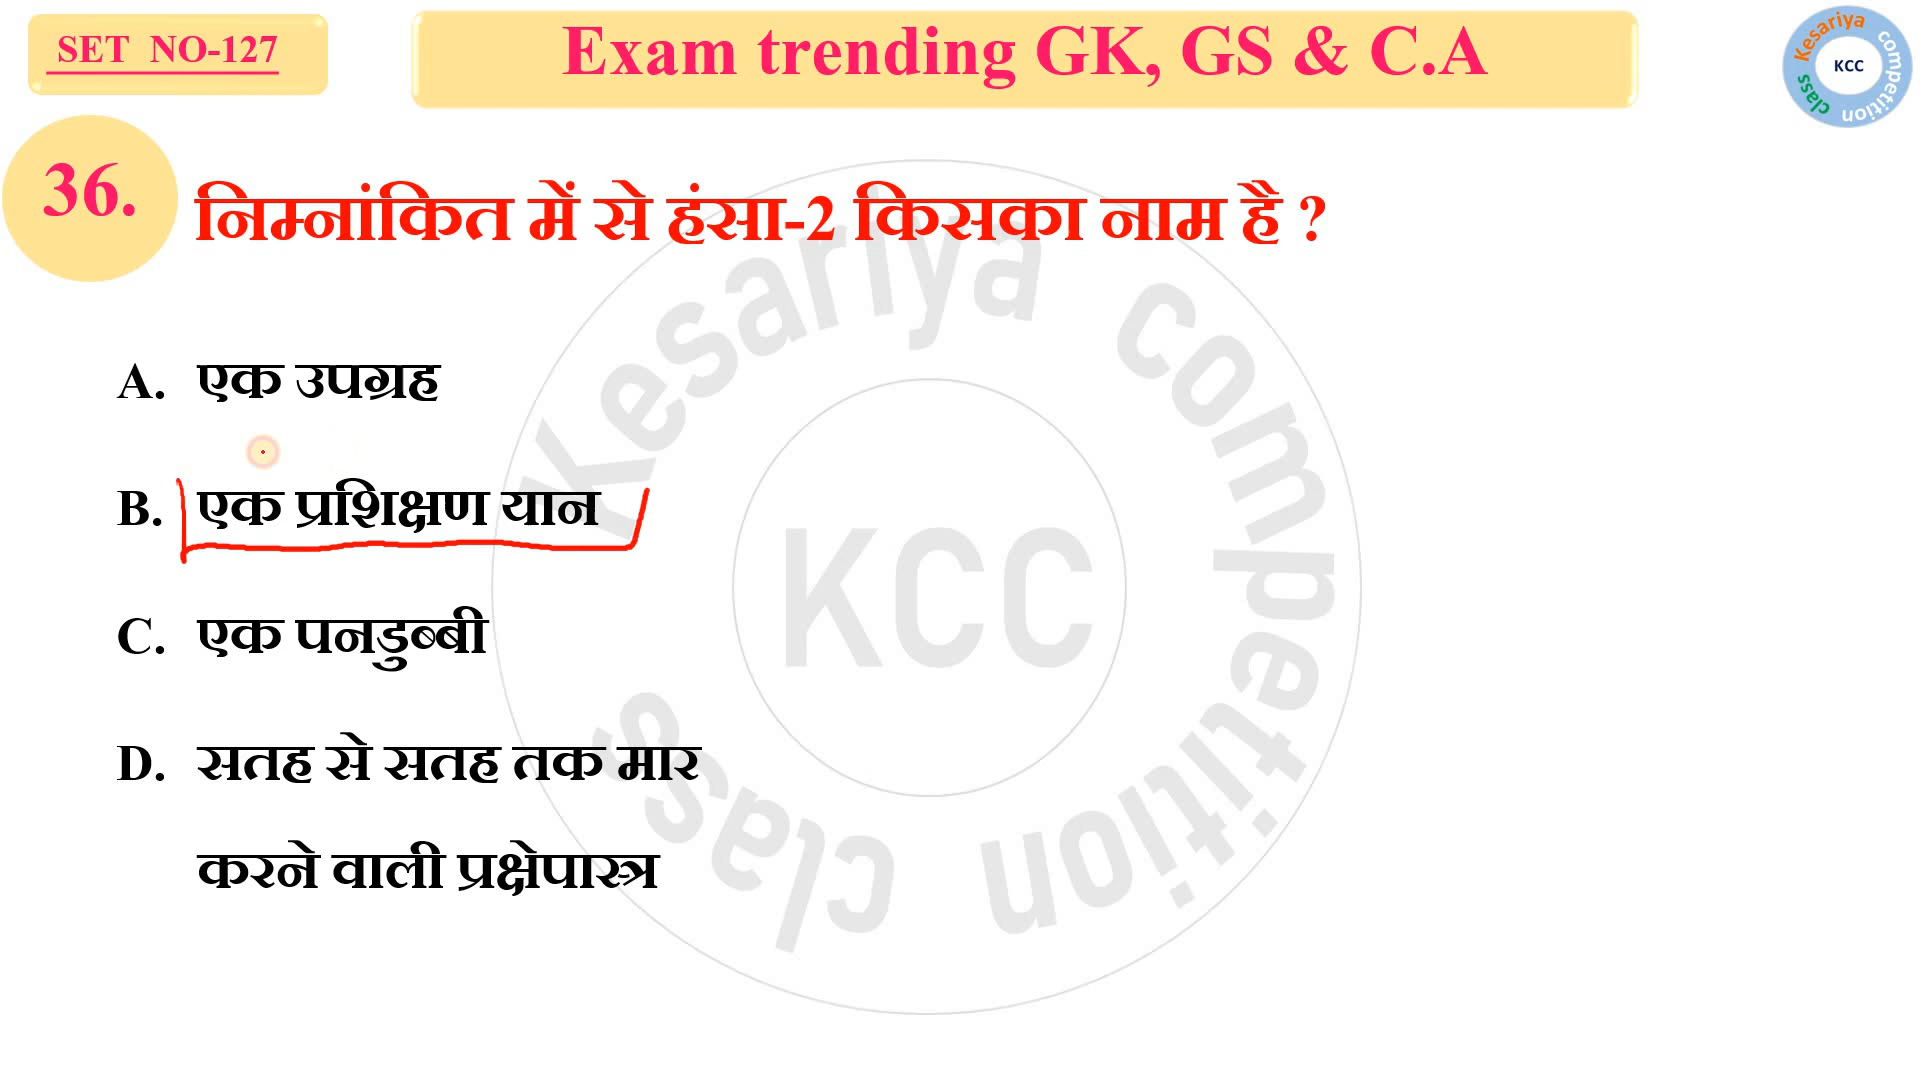 SET NO-127
Exam trending GK, GS & C.A
Kesariya competition class
KCC
36.
निम्नांकित में से हंसा-2 किसका नाम है ?
A. एक उपग्रह
B. एक प्रशिक्षण यान
C. एक पनडुब्बी
D. सतह से सतह तक मार
करने वाली प्रक्षेपास्त्र
Kesariya competition class
KCC